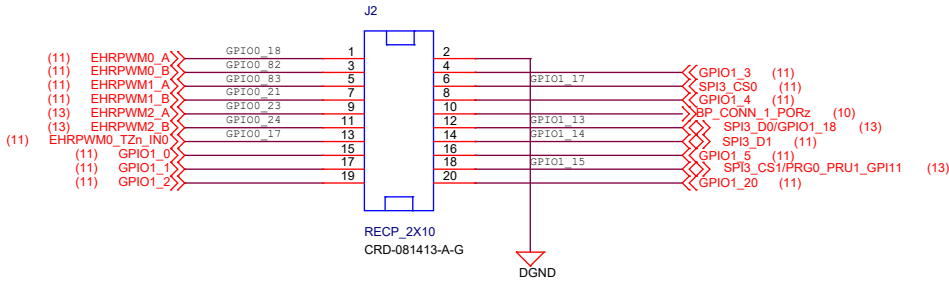 J2
GPIO0_18 1 2
(11) EHRPWM0_A
GPIO0_82 3 4
(11) EHRPWM0_B GPIO1_3 (11)
GPIO0_83 5 6 GPIO1_17
(11) EHRPWM1_A SPI3_CS0 (11)
GPIO0_21 7 8
(11) EHRPWM1_B GPIO1_4 (11)
GPIO0_23 9 10
(13) EHRPWM2_A BP_CONN_1_PORz (10)
GPIO0_24 11 12 GPIO1_13
(13) EHRPWM2_B SPI3_D0/GPIO1_18 (13)
GPIO0_17 13 14 GPIO1_14
(11) EHRPWM0_TZn_IN0 SPI3_D1 (11)
15 16
(11) GPIO1_0 GPIO1_5 (11)
17 18 GPIO1_15
(11) GPIO1_1 SPI3_CS1/PRG0_PRU1_GPI11 (13)
19 20
(11) GPIO1_2 GPIO1_20 (11)
RECP_2X10
CRD-081413-A-G
DGND